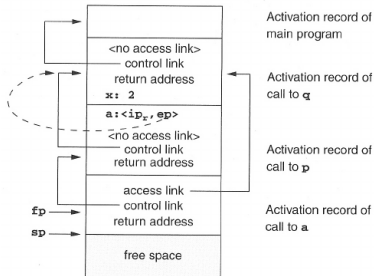 Activation record of
main program
<no access link>
control link
return address
x: 2
Activation record of
call to q
a:<ip_r,ep>
<no access link>
control link
return address
Activation record of
call to p
access link
control link
return address
Activation record of
call to a
fp
sp
free space